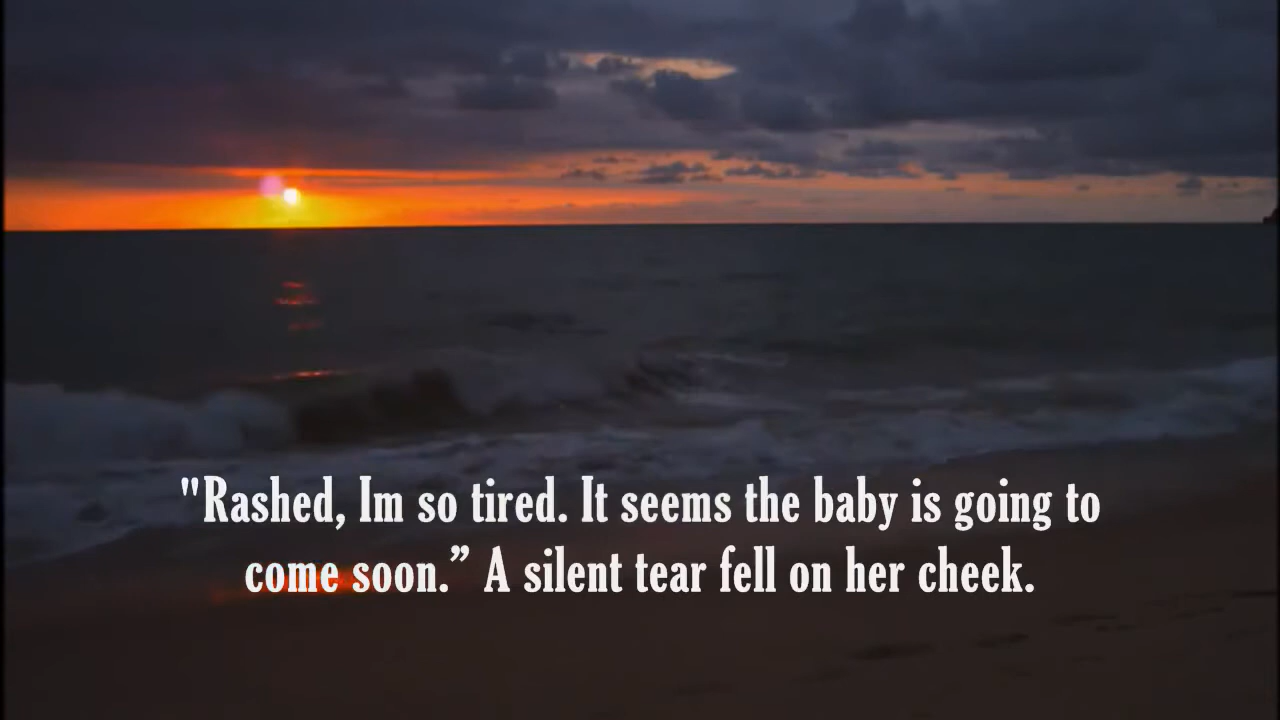 "Rashed, Im so tired. It seems the baby is going to
come soon.” A silent tear fell on her cheek.